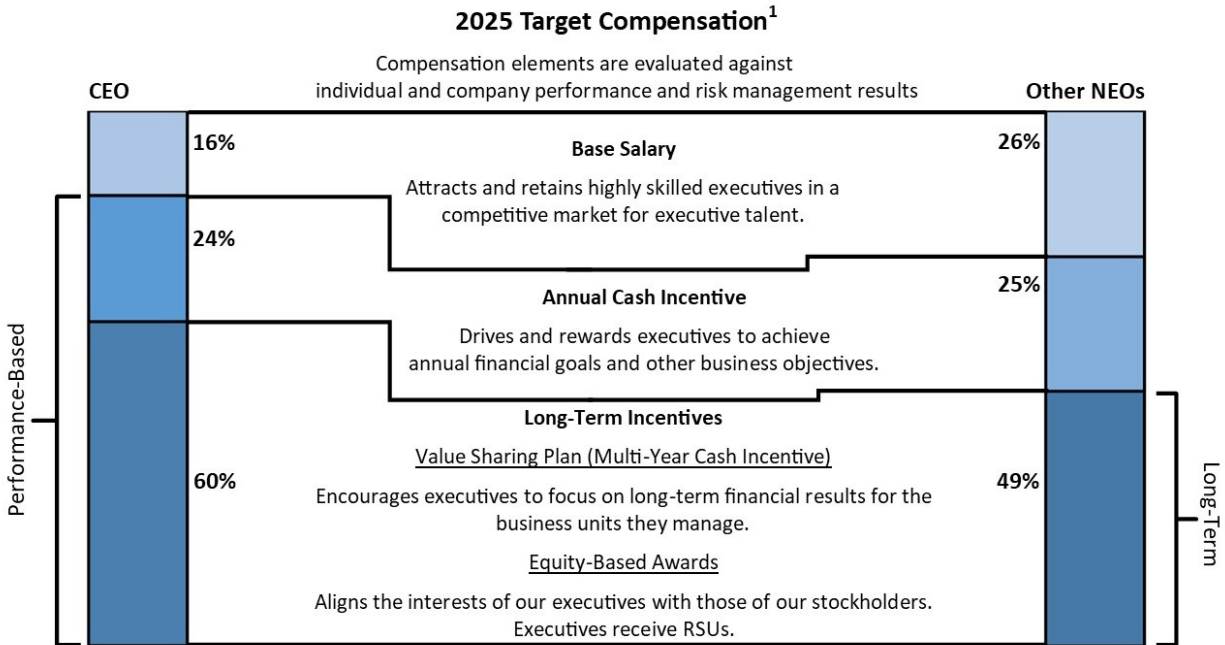 2025 Target Compensation1
Compensation elements are evaluated against
individual and company performance and risk management results
CEO
Other NEOs
16%
26%
Base Salary
Attracts and retains highly skilled executives in a
competitive market for executive talent.
24%
25%
Annual Cash Incentive
Drives and rewards executives to achieve
annual financial goals and other business objectives.
Performance-Based
Long-Term Incentives
Value Sharing Plan (Multi-Year Cash Incentive)
60%
49%
Encourages executives to focus on long-term financial results for the
business units they manage.
Long-Term
Equity-Based Awards
Aligns the interests of our executives with those of our stockholders.
Executives receive RSUs.